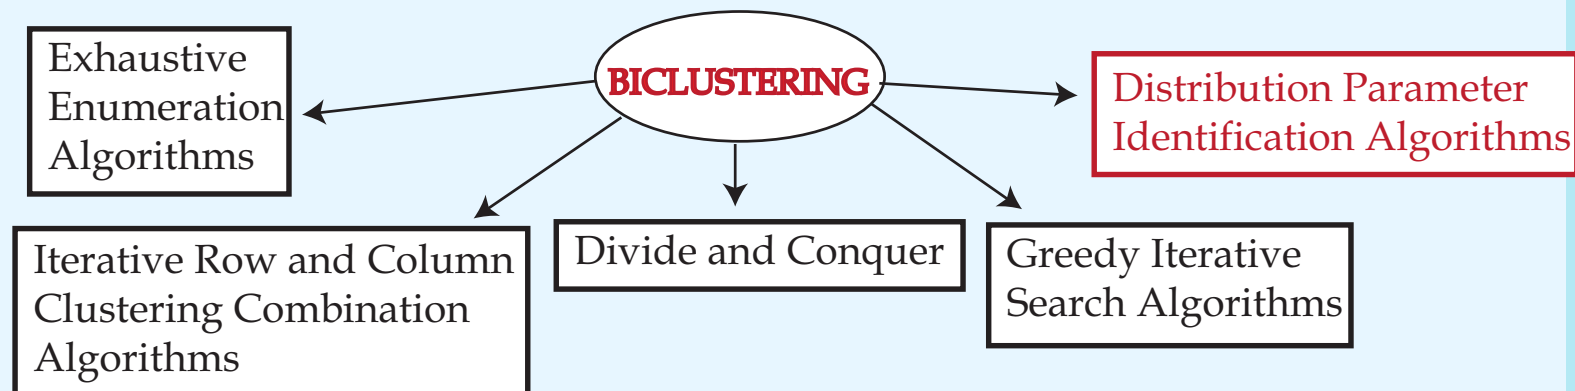 BICLUSTERING
Exhaustive
Enumeration
Algorithms
Iterative Row and Column
Clustering Combination
Algorithms
Divide and Conquer
Greedy Iterative
Search Algorithms
Distribution Parameter
Identification Algorithms